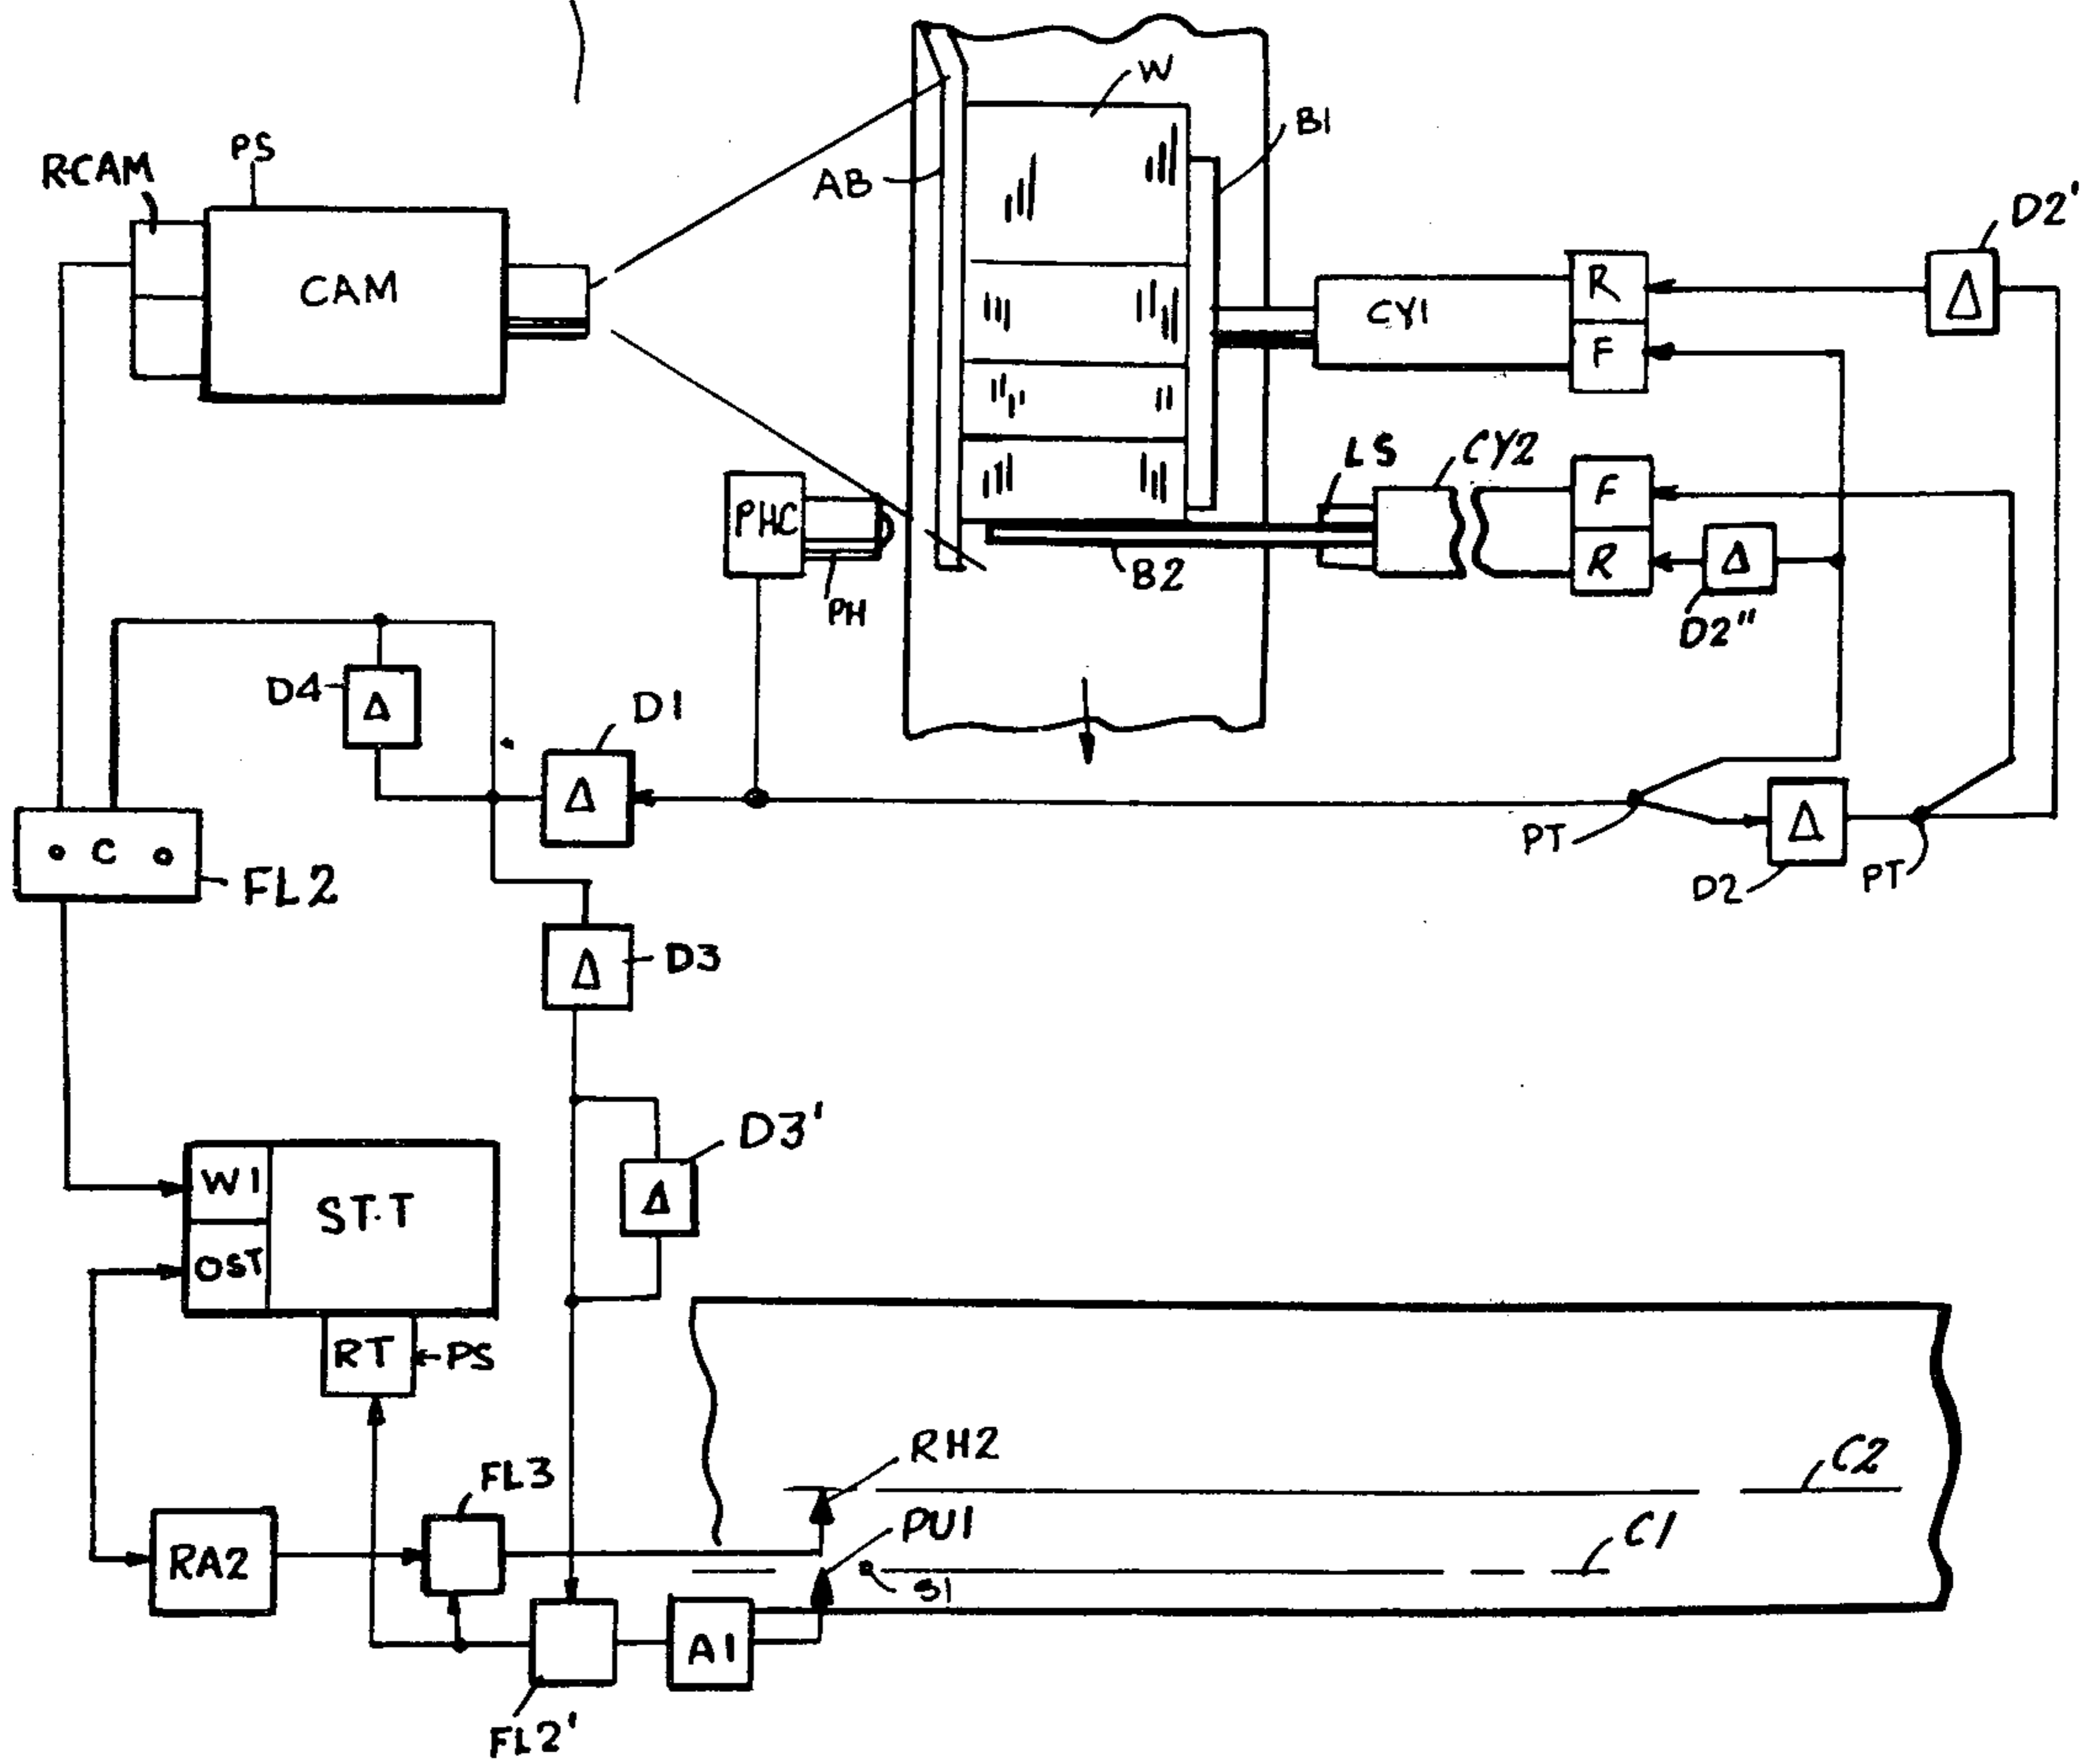 W
B1
PS
R-CAM
AB
D2'
CAM
R
CY1
Δ
F
LS
CY2
F
PHC
R
Δ
B2
PH
D2"
D4
Δ
D1
Δ
PT
Δ
D2
PT
C
FL2
Δ
D3
D3'
Δ
W1
ST-T
OST
RT
PS
RH2
C2
FL3
PU1
C1
RA2
S1
A1
FL2'